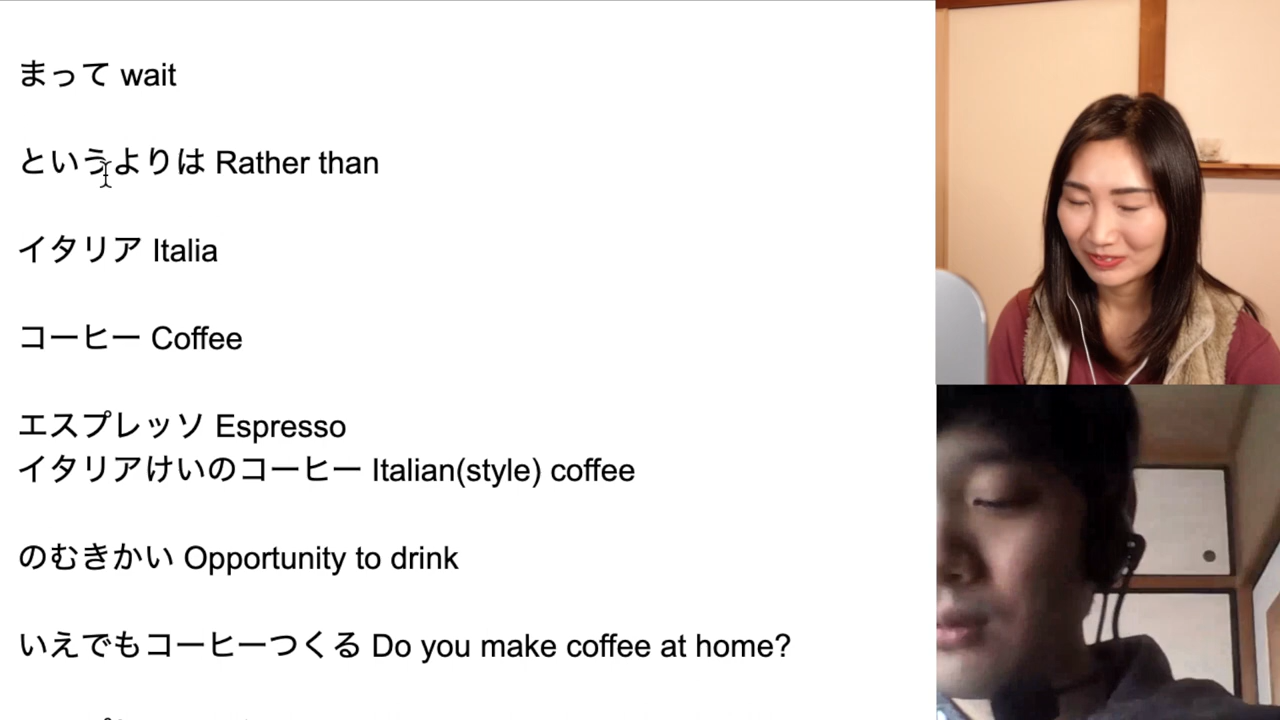 まって wait
というよりは Rather than
イタリア Italia
コーヒー Coffee
エスプレッソ Espresso
イタリアけいのコーヒー Italian(style) coffee
のむきかい Opportunity to drink
いえでもコーヒーつくる Do you make coffee at home?